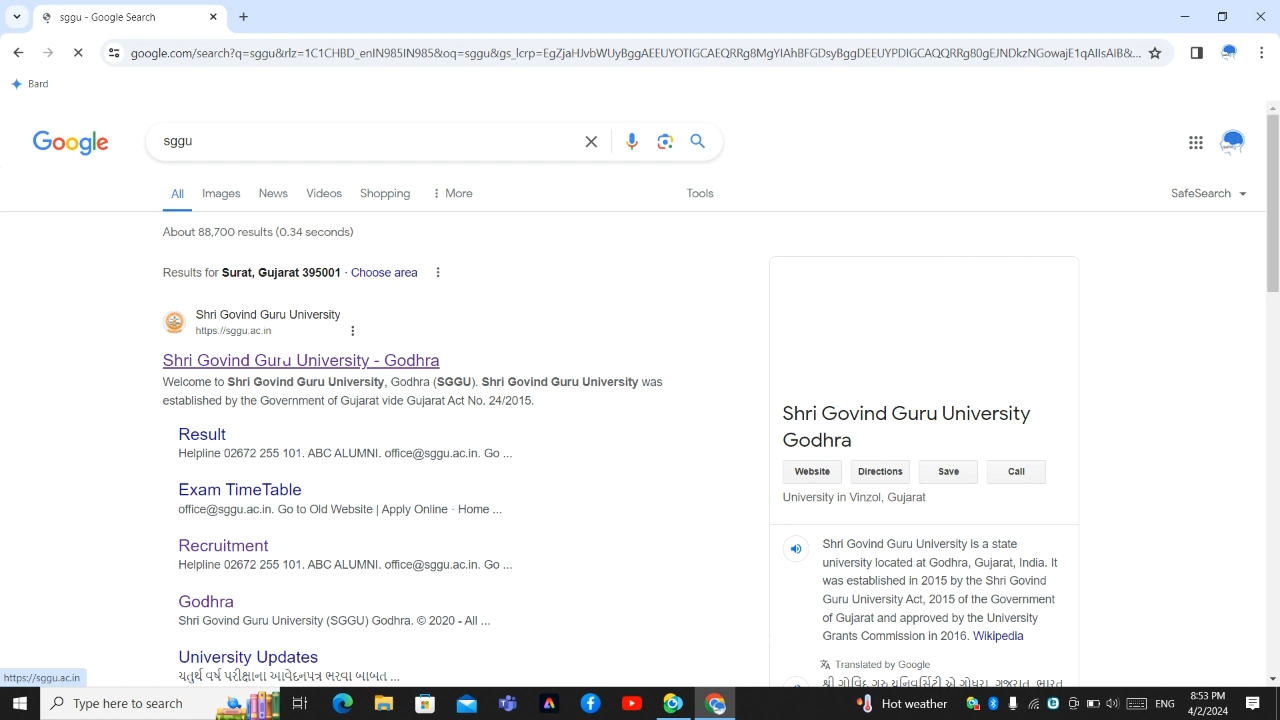 sggu - Google Search
google.com/search?q=sggu&rlz=1C1CHBD_enIN985IN985&oq=sggu&gs_lcrp=EgZjaHJvbWUyBggAEEUYOTIGCAEQRRg8MgYIAhBFGDsyBggDEEUYPDIGCAQQRRg80gEJNDkzNGowajE1qAIIsAIB&...
Bard
Google
sggu
All Images News Videos Shopping More Tools SafeSearch
About 88,700 results (0.34 seconds)
Results for Surat, Gujarat 395001 · Choose area
Shri Govind Guru University
https://sggu.ac.in
Shri Govind Guru University - Godhra
Welcome to Shri Govind Guru University, Godhra (SGGU). Shri Govind Guru University was
established by the Government of Gujarat vide Gujarat Act No. 24/2015.
Result
Helpline 02672 255 101. ABC ALUMNI. office@sggu.ac.in. Go ...
Exam TimeTable
office@sggu.ac.in. Go to Old Website | Apply Online · Home ...
Recruitment
Helpline 02672 255 101. ABC ALUMNI. office@sggu.ac.in. Go ...
Godhra
Shri Govind Guru University (SGGU) Godhra. © 2020 - All ...
University Updates
ચતુર્થ વર્ષ પરીક્ષાના આવેદનપત્ર ભરવા બાબત ...
Shri Govind Guru University
Godhra
Website Directions Save Call
University in Vinzol, Gujarat
Shri Govind Guru University is a state
university located at Godhra, Gujarat, India. It
was established in 2015 by the Shri Govind
Guru University Act, 2015 of the Government
of Gujarat and approved by the University
Grants Commission in 2016. Wikipedia
Translated by Google
શ્રી ગોવિંદ ગુરુ યુનિવર્સિટી એ ગોધરા, ગુજરાત, ભારત
https://sggu.ac.in
Type here to search
Hot weather
ENG
8:53 PM
4/2/2024